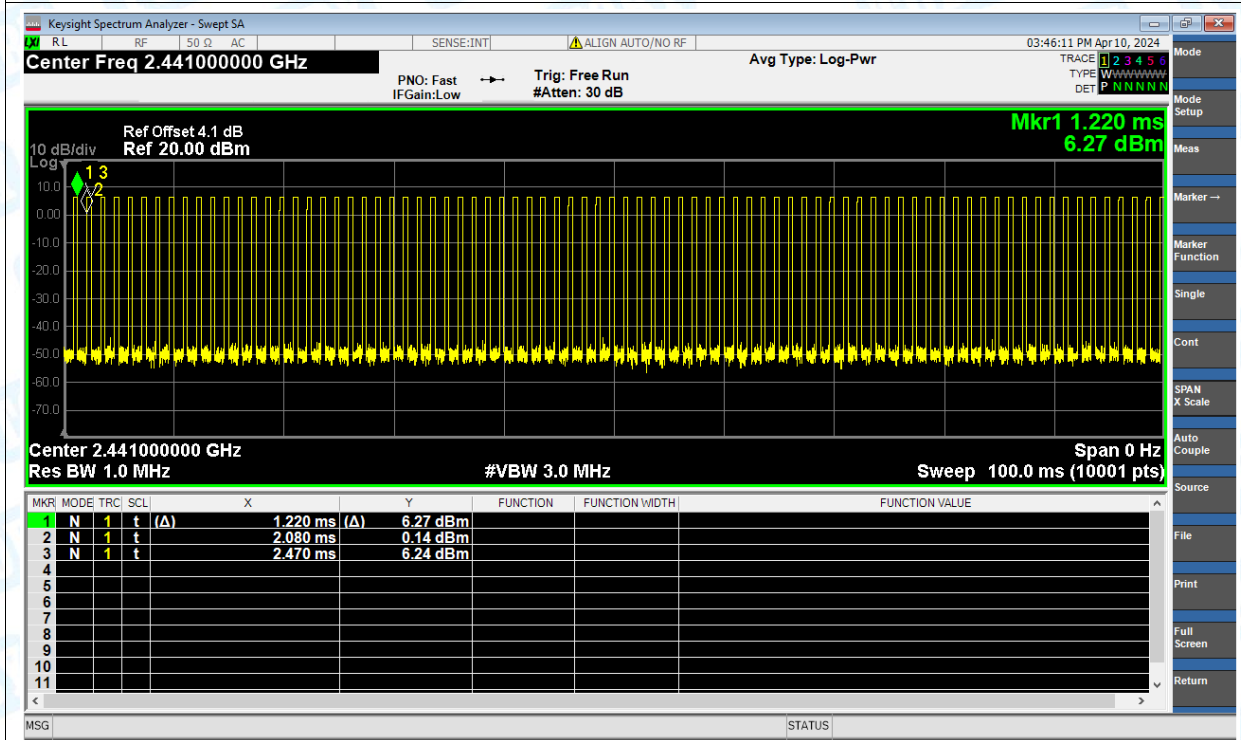 Keysight Spectrum Analyzer - Swept SA
LXI RL RF 50 Ω AC SENSE:INT ALIGN AUTO/NO RF 03:46:11 PM Apr 10, 2024
Center Freq 2.441000000 GHz Avg Type: Log-Pwr TRACE 1 2 3 4 5 6
PNO: Fast Trig: Free Run TYPE WWWWWW
IFGain:Low #Atten: 30 dB DET P N N N N N
Mode
Mode Setup
Meas
Marker →
Marker Function
Single
Cont
SPAN X Scale
Auto Couple
Source
File
Print
Full Screen
Return
Ref Offset 4.1 dB Mkr1 1.220 ms
10 dB/div Ref 20.00 dBm 6.27 dBm
Log
1 3
2
10.0
0.00
-10.0
-20.0
-30.0
-40.0
-50.0
-60.0
-70.0
Center 2.441000000 GHz Span 0 Hz
Res BW 1.0 MHz #VBW 3.0 MHz Sweep 100.0 ms (10001 pts)
MKR MODE TRC SCL X Y FUNCTION FUNCTION WIDTH FUNCTION VALUE
1 N 1 t (Δ) 1.220 ms (Δ) 6.27 dBm
2 N 1 t 2.080 ms 0.14 dBm
3 N 1 t 2.470 ms 6.24 dBm
4
5
6
7
8
9
10
11
MSG STATUS